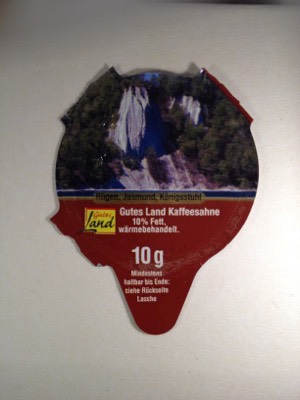 Rügen, Jasmund, Königsstuhl
Gutes
Land
Gutes Land Kaffeesahne
10% Fett,
wärmebehandelt.
10 g
Mindestens
haltbar bis Ende:
siehe Rückseite
Lasche